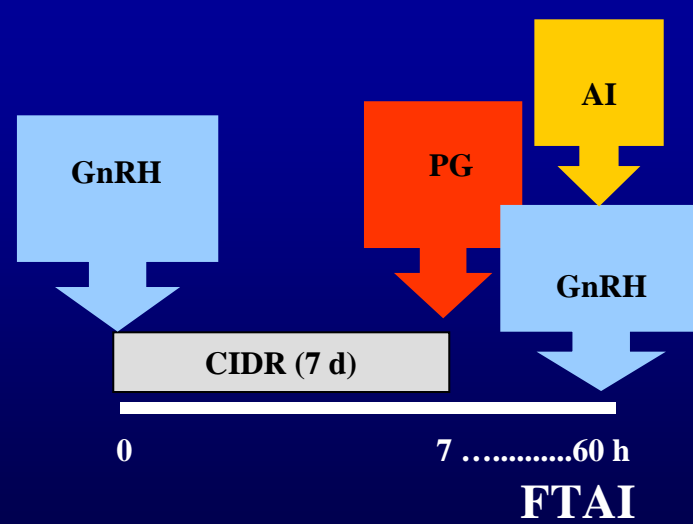 AI
GnRH
PG
GnRH
CIDR (7 d)
0
7 …..........60 h
FTAI